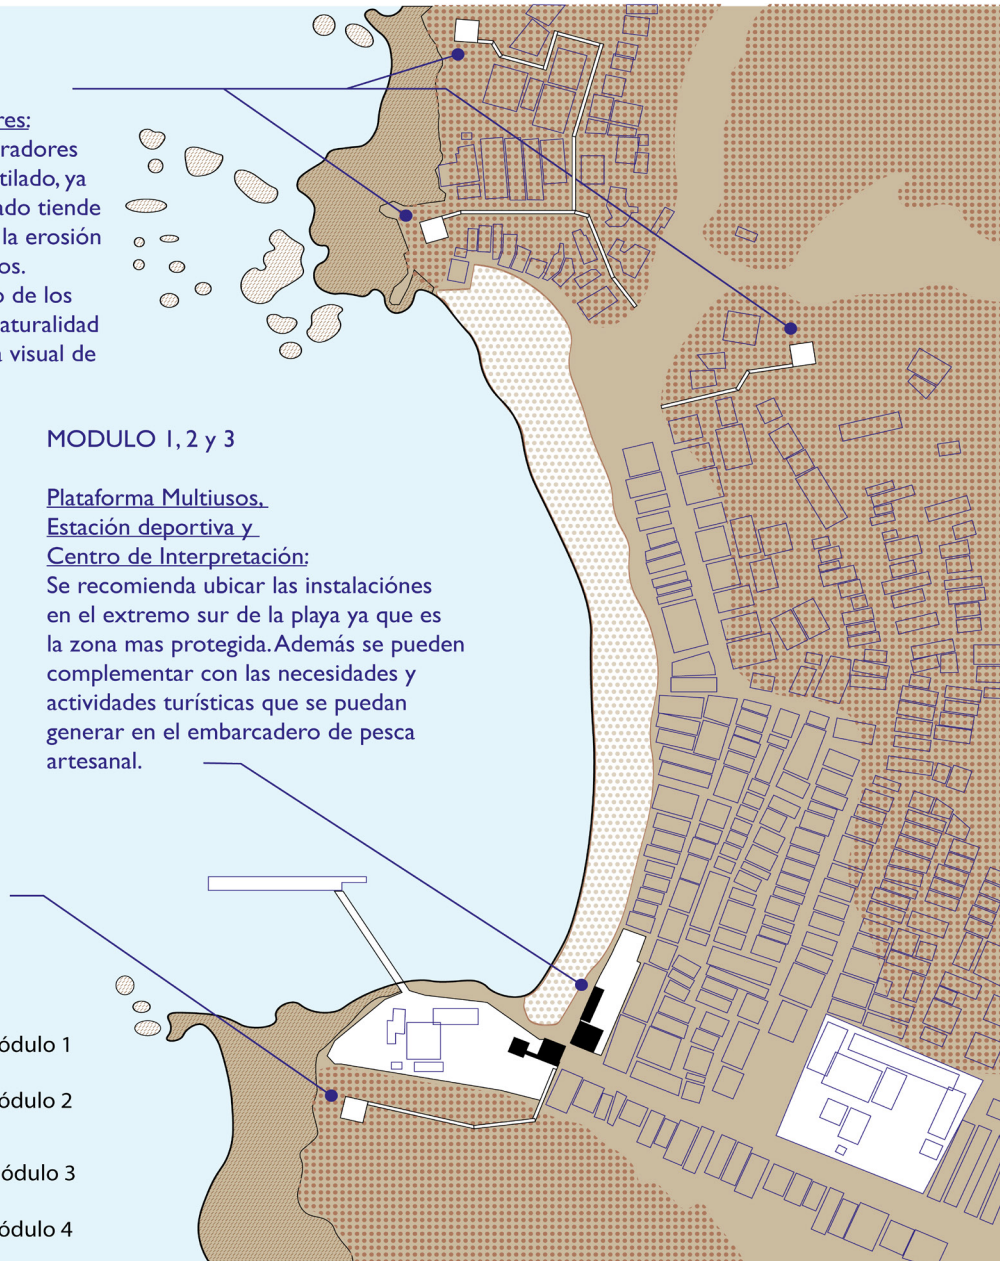 res:
radores
tilado, ya
ado tiende
la erosión
os.
o de los
naturalidad
a visual de
MODULO 1, 2 y 3
Plataforma Multiusos,
Estación deportiva y
Centro de Interpretación:
Se recomienda ubicar las instalaciónes
en el extremo sur de la playa ya que es
la zona mas protegida. Además se pueden
complementar con las necesidades y
actividades turísticas que se puedan
generar en el embarcadero de pesca
artesanal.
ódulo 1
ódulo 2
ódulo 3
ódulo 4